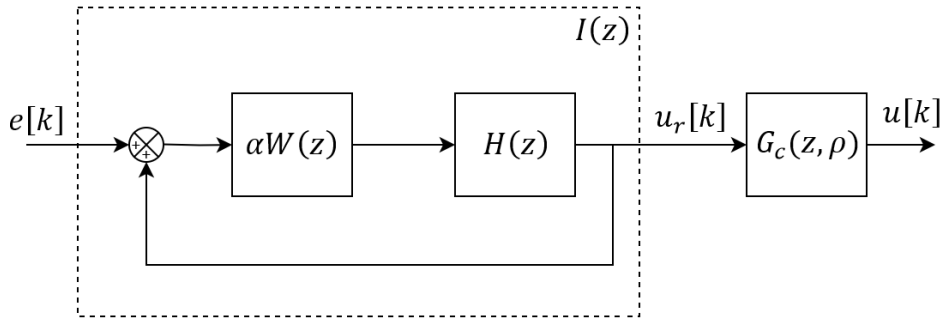 I(z)
e[k]
+
+
αW(z)
H(z)
u_r[k]
G_c(z, ρ)
u[k]